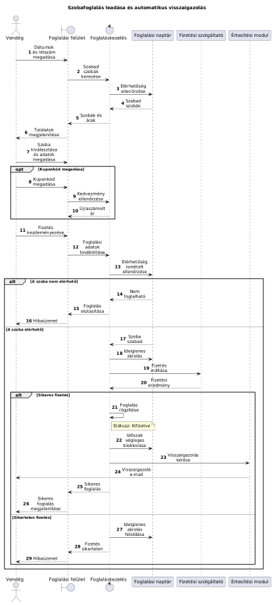 Szobafoglalás leadása és automatikus visszaigazolás
Vendég
Foglalási felület
Foglaláskezelés
Foglalási naptár
Fizetési szolgáltató
Értesítési modul
1 Dátumok
és létszám
megadása
2 Szabad
szobák
keresése
3 Elérhetőség
ellenőrzése
4 Szabad
szobák
5 Szobák és
árak
6 Találatok
megjelenítése
7 Szoba
kiválasztása
és adatok
megadása
opt [Kuponkód megadása]
8 Kuponkód
megadása
9 Kedvezmény
ellenőrzése
10 Újraszámolt
ár
11 Fizetés
kezdeményezése
12 Foglalási
adatok
továbbítása
13 Elérhetőség
ismételt
ellenőrzése
alt [A szoba nem elérhető]
14 Nem
foglalható
15 Foglalás
elutasítása
16 Hibaüzenet
[A szoba elérhető]
17 Szoba
szabad
18 Ideiglenes
zárolás
19 Fizetés
indítása
20 Fizetési
eredmény
alt [Sikeres fizetés]
21 Foglalás
rögzítése
Státusz: Kifizetve
22 Időszak
végleges
blokkolása
23 Visszaigazolás
kérése
24 Visszaigazoló
e-mail
25 Sikeres
foglalás
26 Sikeres
foglalás
megjelenítése
[Sikertelen fizetés]
27 Ideiglenes
zárolás
feloldása
28 Fizetés
sikertelen
29 Hibaüzenet
Vendég
Foglalási felület
Foglaláskezelés
Foglalási naptár
Fizetési szolgáltató
Értesítési modul